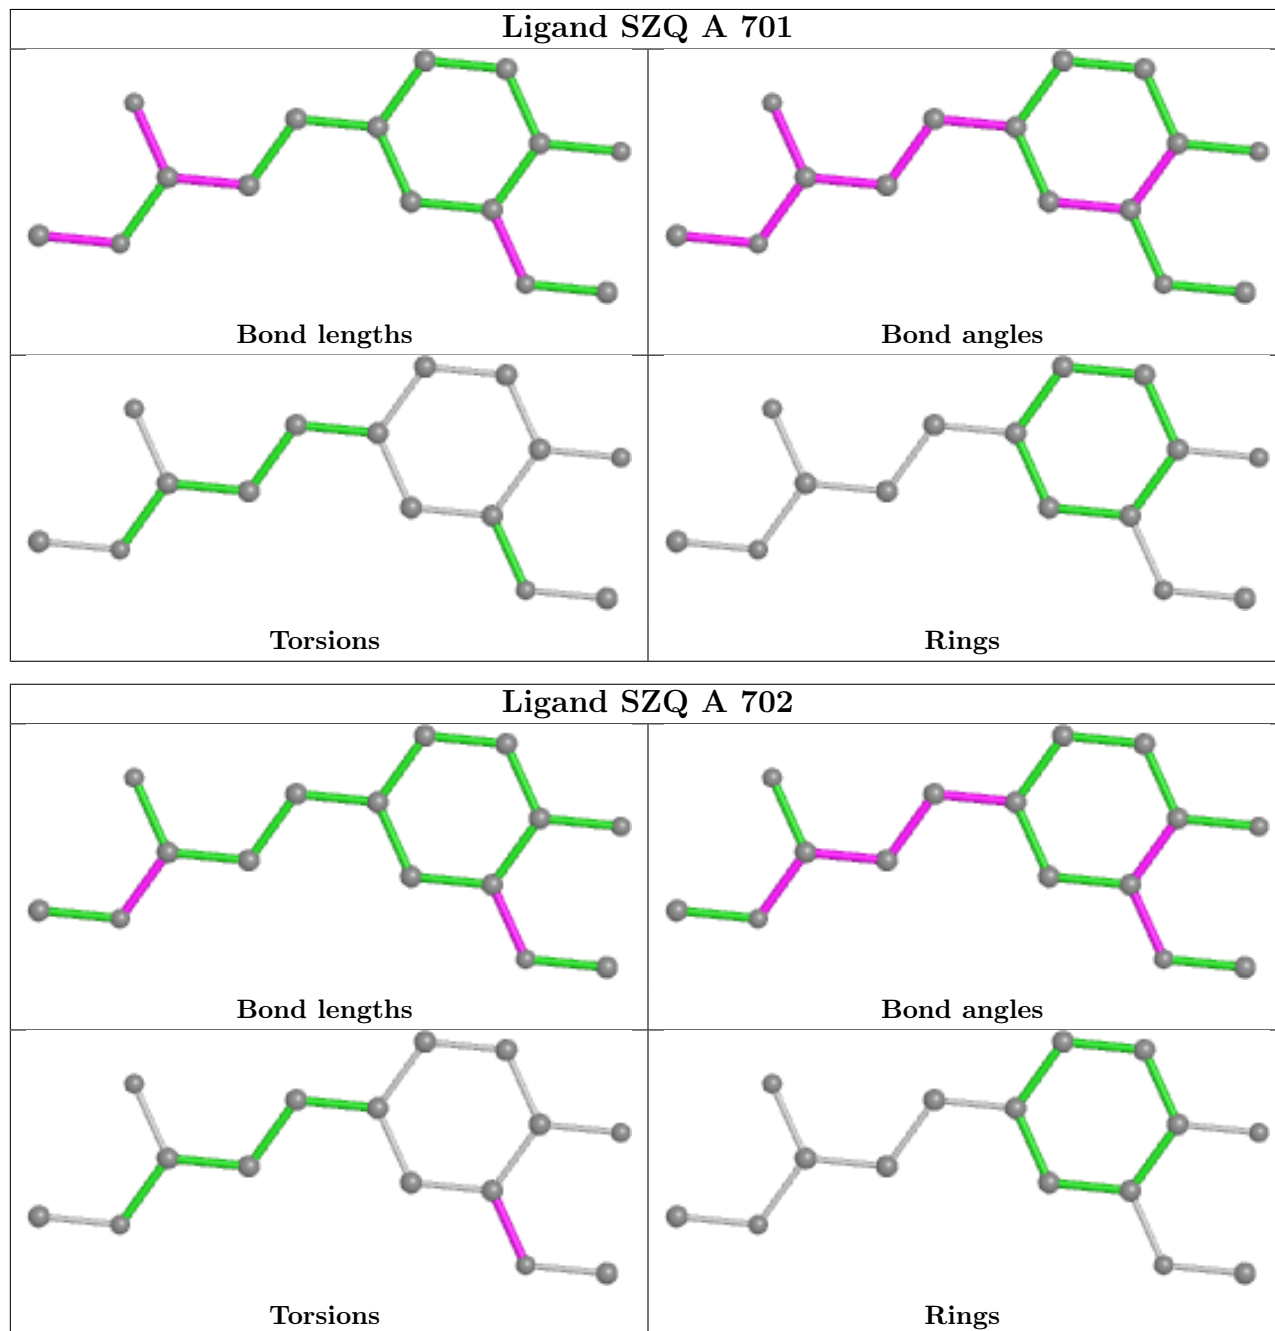 Ligand SZQ A 701
Bond lengths
Bond angles
Torsions
Rings
Ligand SZQ A 702
Bond lengths
Bond angles
Torsions
Rings